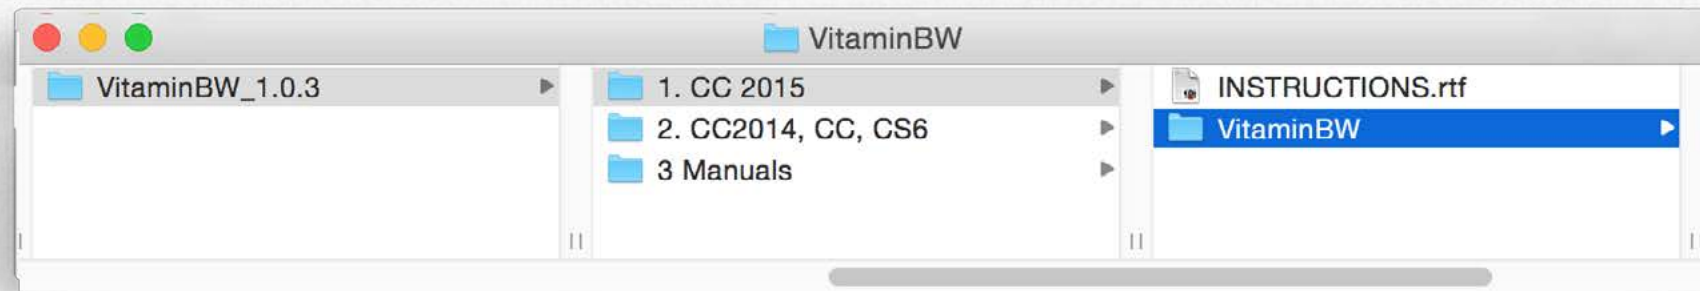 VitaminBW
VitaminBW_1.0.3
1. CC 2015
2. CC2014, CC, CS6
3 Manuals
INSTRUCTIONS.rtf
VitaminBW